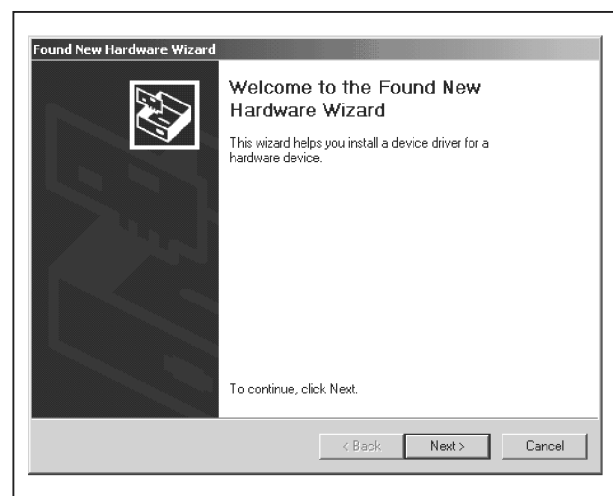 Found New Hardware Wizard
Welcome to the Found New
Hardware Wizard
This wizard helps you install a device driver for a
hardware device.
To continue, click Next.
< Back
Next >
Cancel